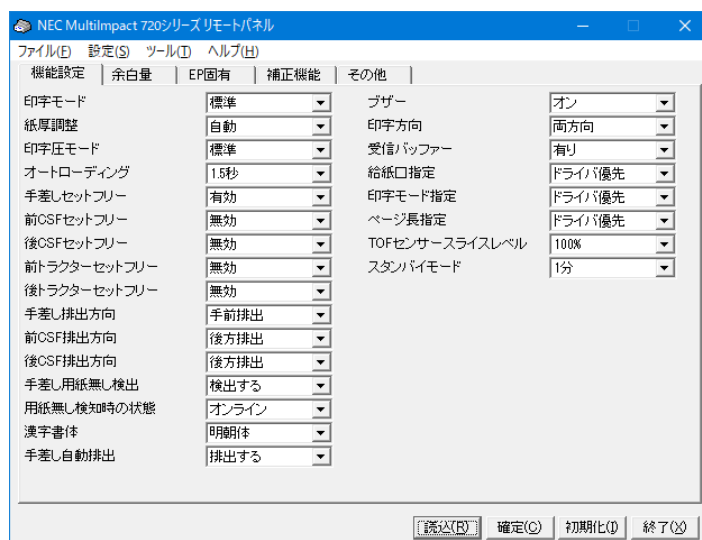 NEC MultiImpact 720シリーズ リモートパネル
ファイル(F) 設定(S) ツール(T) ヘルプ(H)
機能設定 余白量 EP固有 補正機能 その他
印字モード 標準
紙厚調整 自動
印字圧モード 標準
オートローディング 1.5秒
手差しセットフリー 有効
前CSFセットフリー 無効
後CSFセットフリー 無効
前トラクターセットフリー 無効
後トラクターセットフリー 無効
手差し排出方向 手前排出
前CSF排出方向 後方排出
後CSF排出方向 後方排出
手差し用紙無し検出 検出する
用紙無し検知時の状態 オンライン
漢字書体 明朝体
手差し自動排出 排出する
ブザー オン
印字方向 両方向
受信バッファー 有り
給紙口指定 ドライバ優先
印字モード指定 ドライバ優先
ページ長指定 ドライバ優先
TOFセンサースライスレベル 100%
スタンバイモード 1分
読込(R) 確定(C) 初期化(I) 終了(X)